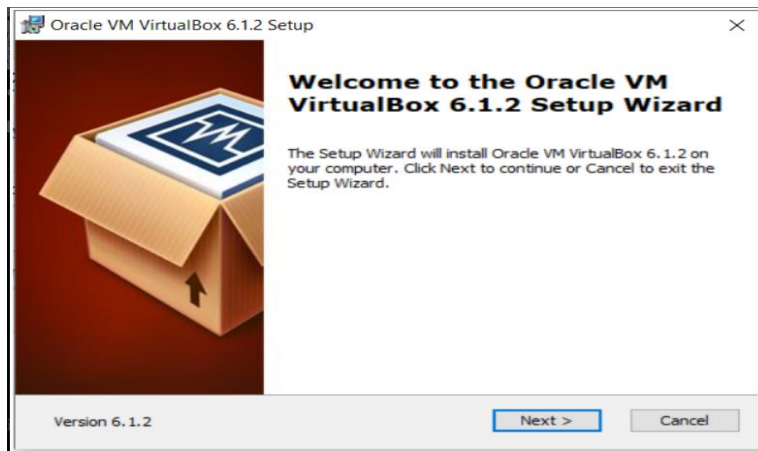 Oracle VM VirtualBox 6.1.2 Setup
Welcome to the Oracle VM
VirtualBox 6.1.2 Setup Wizard
The Setup Wizard will install Oracle VM VirtualBox 6.1.2 on
your computer. Click Next to continue or Cancel to exit the
Setup Wizard.
Version 6.1.2
Next >
Cancel